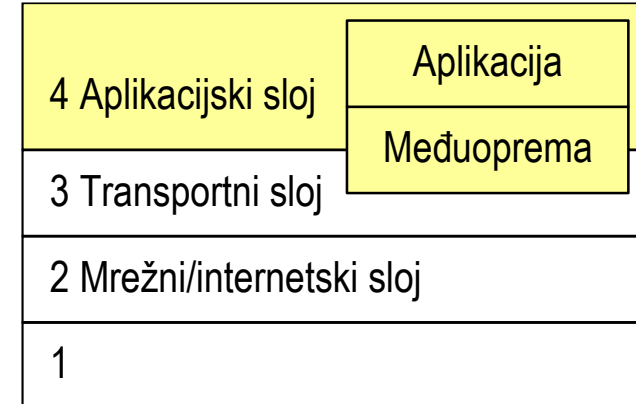 4 Aplikacijski sloj
Aplikacija
Međuoprema
3 Transportni sloj
2 Mrežni/internetski sloj
1